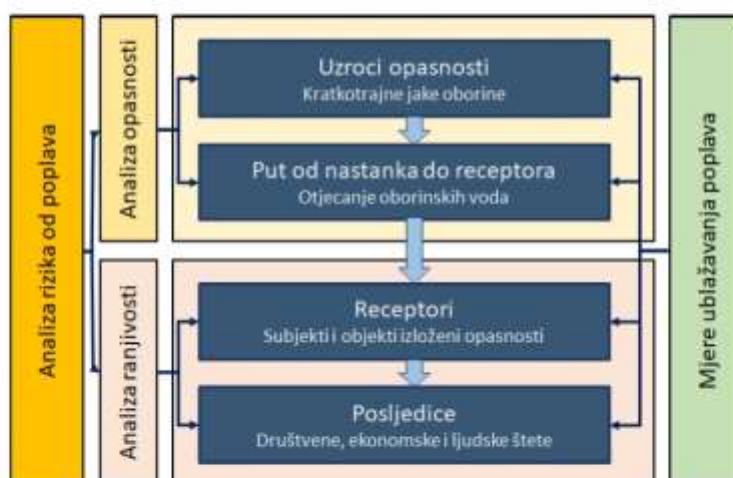 Analiza rizika od poplava
Analiza opasnosti
Uzroci opasnosti
Kratkotrajne jake oborine
Put od nastanka do receptora
Otjecanje oborinskih voda
Analiza ranjivosti
Receptori
Subjekti i objekti izloženi opasnosti
Posljedice
Društvene, ekonomske i ljudske štete
Mjere ublažavanja poplava